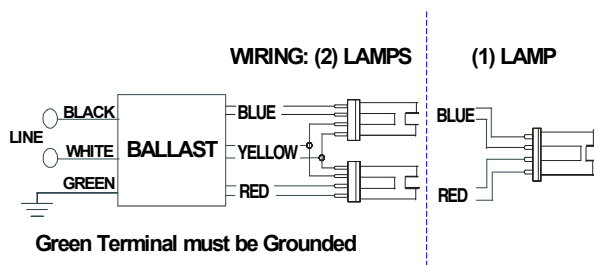 WIRING: (2) LAMPS
(1) LAMP
BLACK
BLUE
BLUE
LINE
WHITE
BALLAST
YELLOW
GREEN
RED
RED
Green Terminal must be Grounded